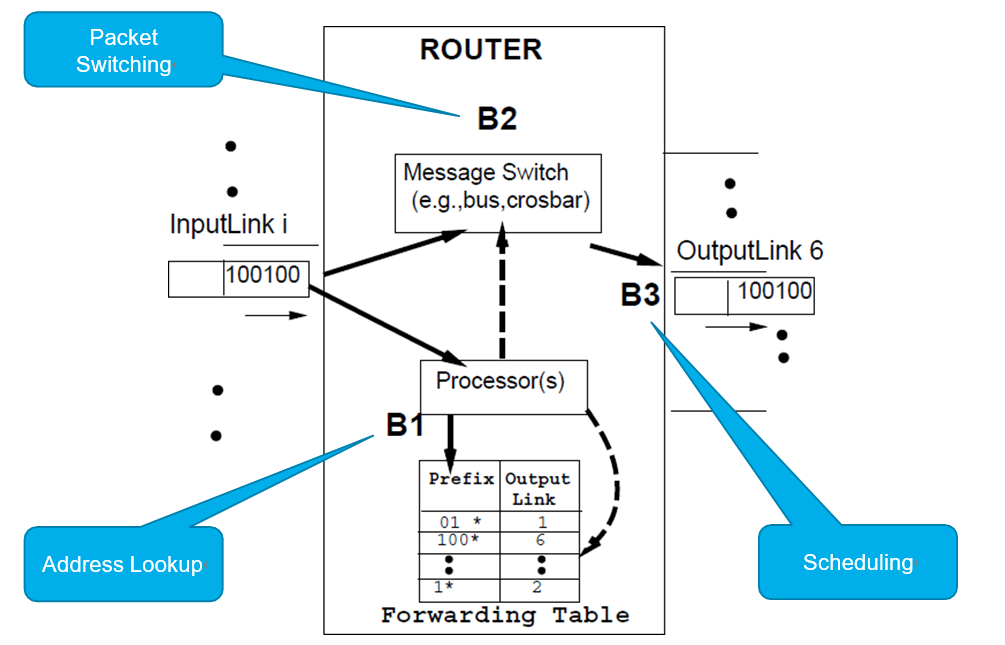 Packet
Switching
ROUTER
B2
Message Switch
(e.g.,bus,crosbar)
InputLink i
100100
OutputLink 6
B3
100100
Processor(s)
B1
Prefix Output
Link
01 * 1
100* 6
1* 2
Forwarding Table
Address Lookup
Scheduling